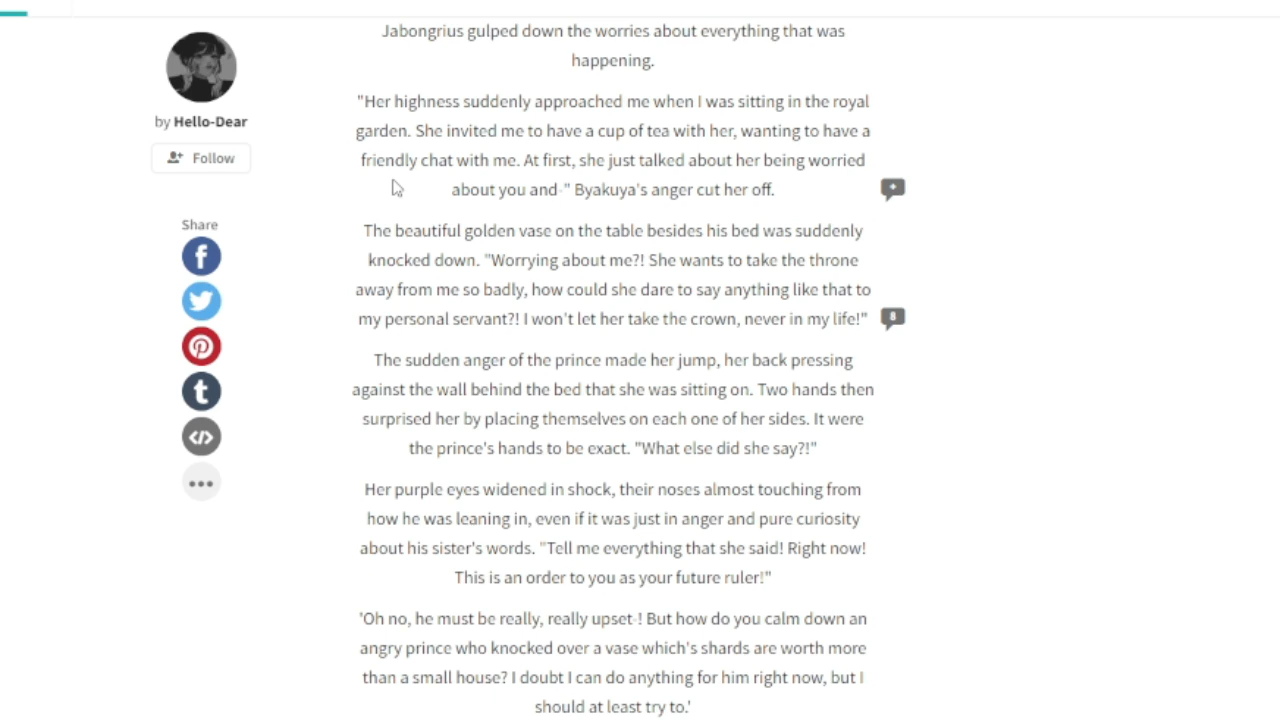 Jabongrius gulped down the worries about everything that was
happening.
by Hello-Dear
Follow
Share
"Her highness suddenly approached me when I was sitting in the royal
garden. She invited me to have a cup of tea with her, wanting to have a
friendly chat with me. At first, she just talked about her being worried
about you and-" Byakuya's anger cut her off.
+
The beautiful golden vase on the table besides his bed was suddenly
knocked down. "Worrying about me?! She wants to take the throne
away from me so badly, how could she dare to say anything like that to
my personal servant?! I won't let her take the crown, never in my life!"
8
The sudden anger of the prince made her jump, her back pressing
against the wall behind the bed that she was sitting on. Two hands then
surprised her by placing themselves on each one of her sides. It were
the prince's hands to be exact. "What else did she say?!"
Her purple eyes widened in shock, their noses almost touching from
how he was leaning in, even if it was just in anger and pure curiosity
about his sister's words. "Tell me everything that she said! Right now!
This is an order to you as your future ruler!"
'Oh no, he must be really, really upset-! But how do you calm down an
angry prince who knocked over a vase which's shards are worth more
than a small house? I doubt I can do anything for him right now, but I
should at least try to.'